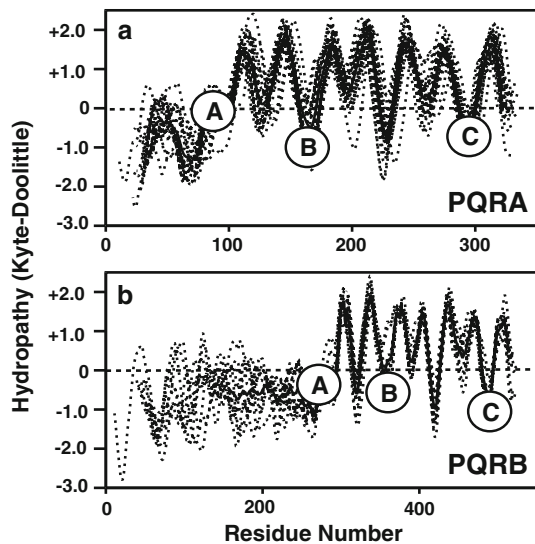 a
+2.0
+1.0
0
-1.0
-2.0
-3.0
A
B
C
PQRA
0
100
200
300
b
+2.0
+1.0
0
-1.0
-2.0
-3.0
A
B
C
PQRB
0
200
400
Residue Number
Hydropathy (Kyte-Doolittle)